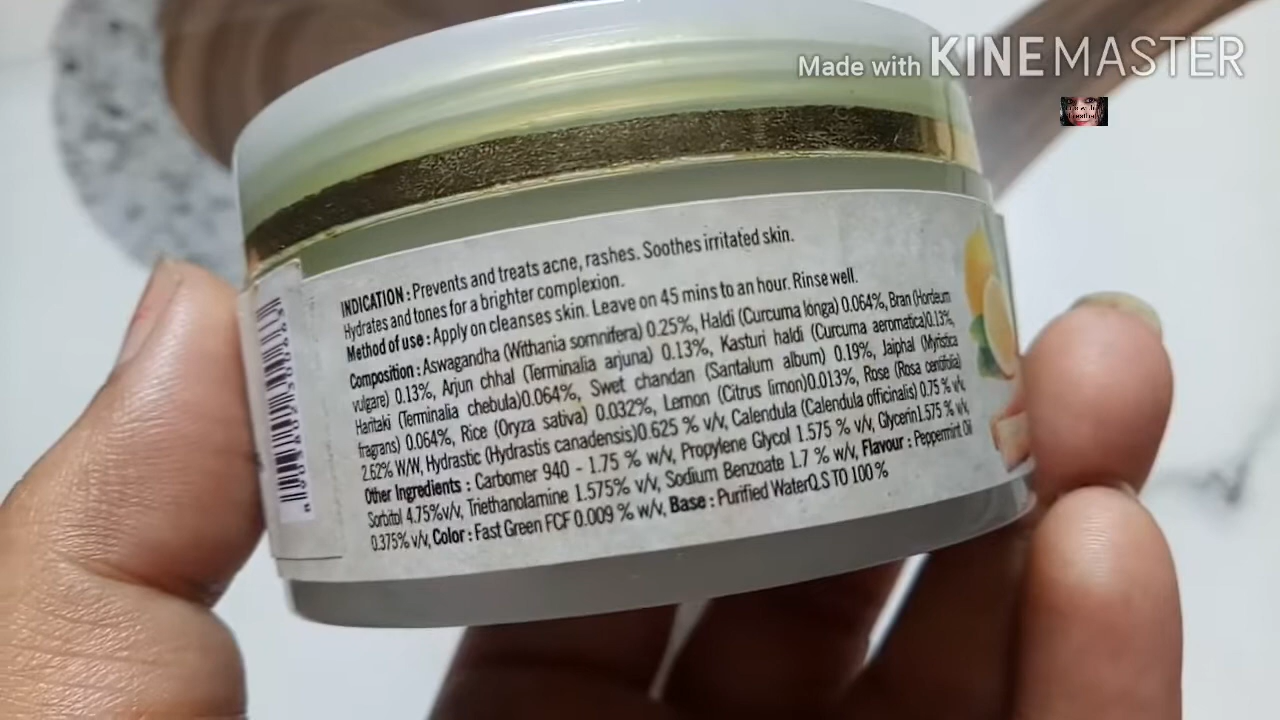 Made with KINEMASTER
INDICATION : Prevents and treats acne, rashes. Soothes irritated skin.
Hydrates and tones for a brighter complexion.
Method of use : Apply on cleanses skin. Leave on 45 mins to an hour. Rinse well.
Composition : Aswagandha (Withania somnifera) 0.25%, Haldi (Curcuma longa) 0.064%, Bran (Hordeum
vulgare) 0.13%, Arjun chhal (Terminalia arjuna) 0.13%, Kasturi haldi (Curcuma aeromatica)0.13%,
Haritaki (Terminalia chebula)0.064%, Swet chandan (Santalum album) 0.19%, Jaiphal (Myristica
fragrans) 0.064%, Rice (Oryza sativa) 0.032%, Lemon (Citrus limon)0.013%, Rose (Rosa centifolia)
2.62% W/W, Hydrastic (Hydrastis canadensis)0.625 % v/v, Calendula (Calendula officinalis) 0.75 % v/v,
Other Ingredients : Carbomer 940 - 1.75 % w/v, Propylene Glycol 1.575 % v/v, Glycerin1.575 % v/v,
Sorbitol 4.75%v/v, Triethanolamine 1.575% v/v, Sodium Benzoate 1.7 % w/v, Flavour : Peppermint Oil
0.375% v/v, Color : Fast Green FCF 0.009 % w/v, Base : Purified WaterQ.S TO 100 %